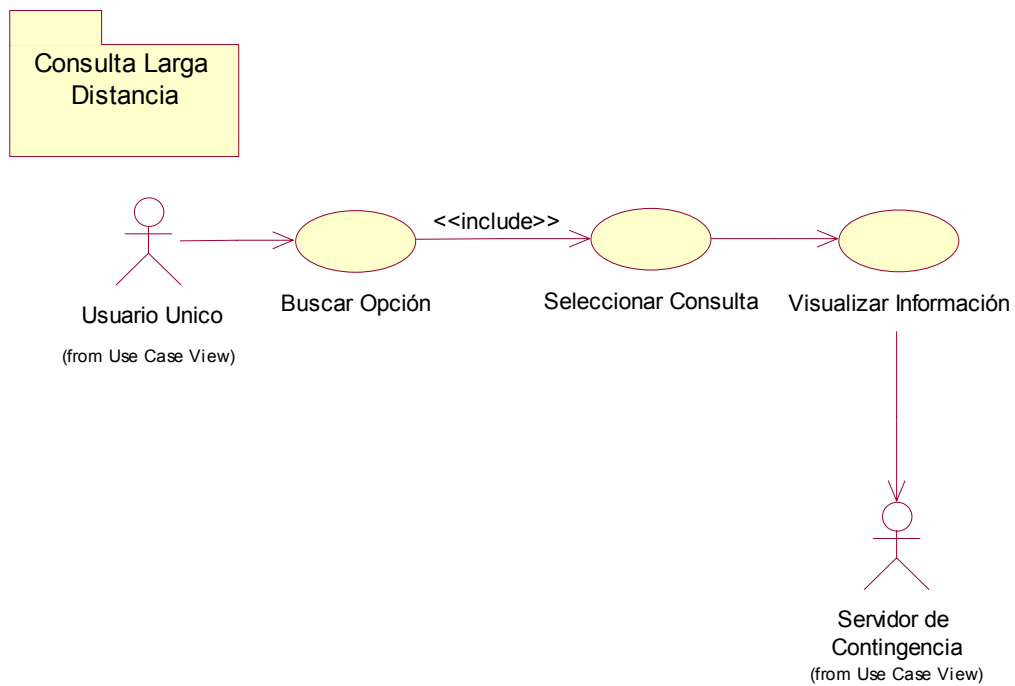 Consulta Larga
Distancia
<<include>>
Buscar Opción
Seleccionar Consulta
Visualizar Información
Usuario Unico
(from Use Case View)
Servidor de
Contingencia
(from Use Case View)